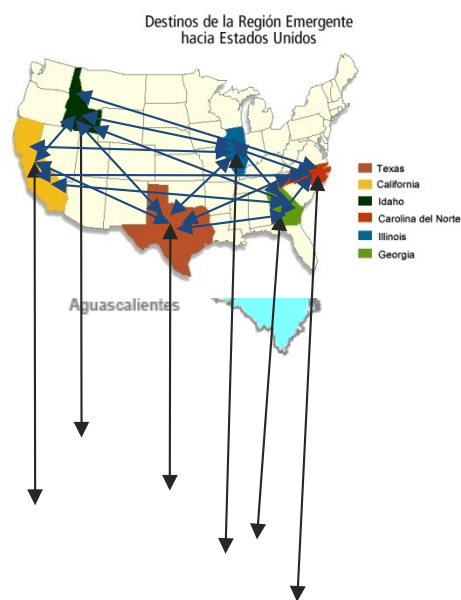 Destinos de la Región Emergente
hacia Estados Unidos
Texas
California
Idaho
Carolina del Norte
Illinois
Georgia
Aguascalientes